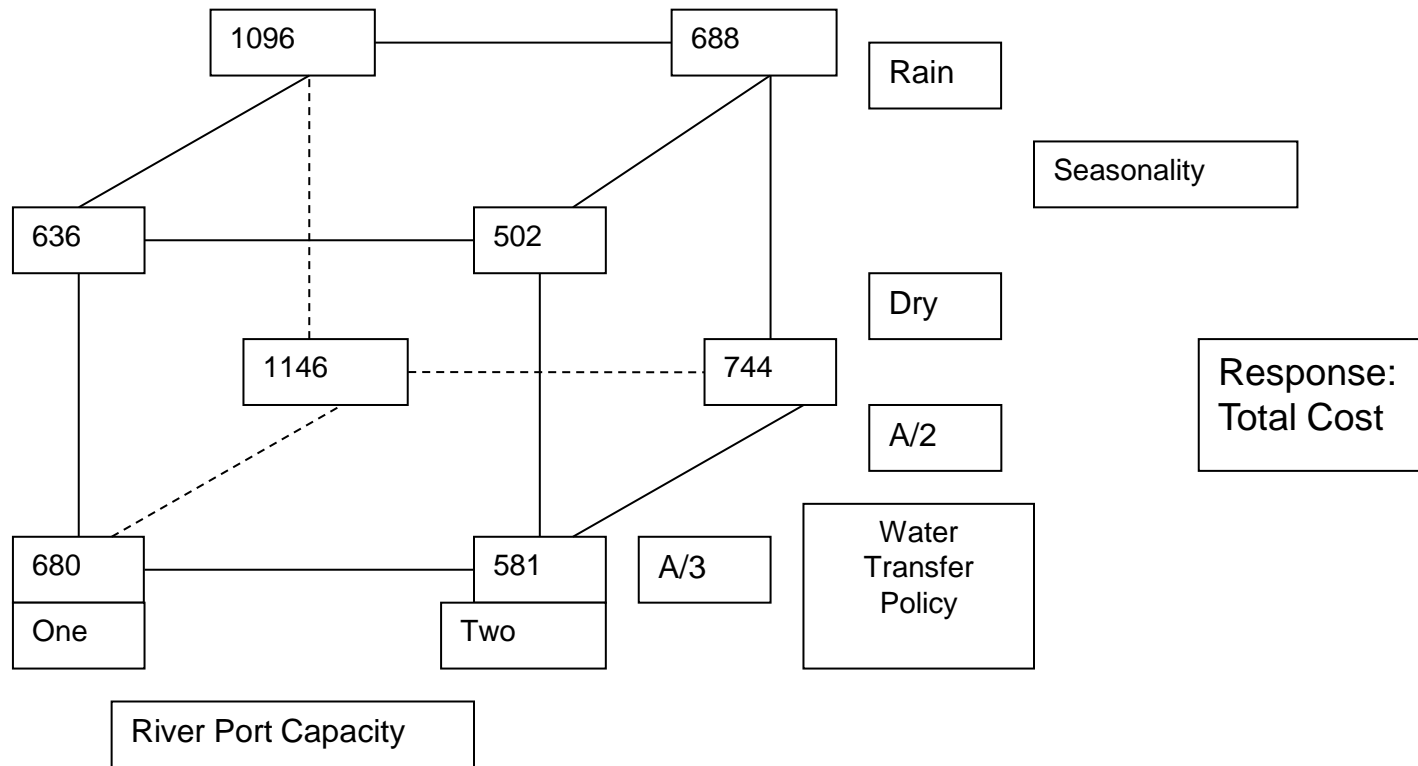 1096
688
Rain
Seasonality
636
502
Dry
1146
744
Response:
Total Cost
A/2
Water
Transfer
Policy
680
581
A/3
One
Two
River Port Capacity